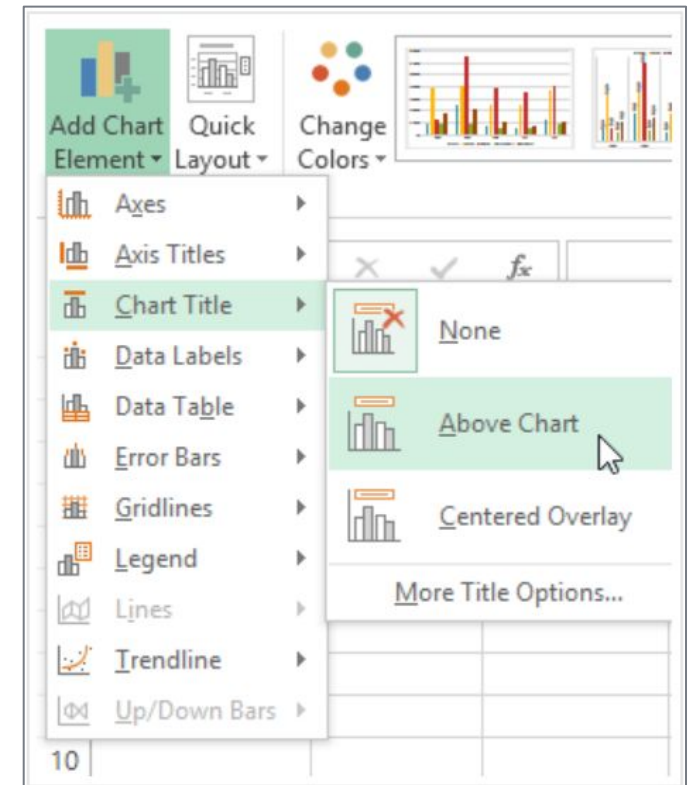 Add Chart
Element
Quick
Layout
Change
Colors
Axes
Axis Titles
fx
Chart Title
None
Data Labels
Data Table
Above Chart
Error Bars
Gridlines
Centered Overlay
Legend
More Title Options...
Lines
Trendline
Up/Down Bars
10